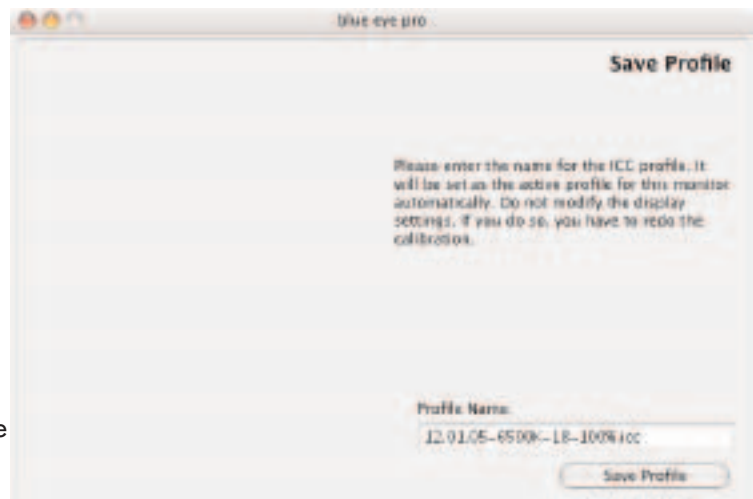 blue eye pro
Save Profile
Please enter the name for the ICC profile. It
will be set as the active profile for this monitor
automatically. Do not modify the display
settings. If you do so, you have to redo the
calibration.
Profile Name
e
12.01.05-6500K-18-100%.icc
Save Profile